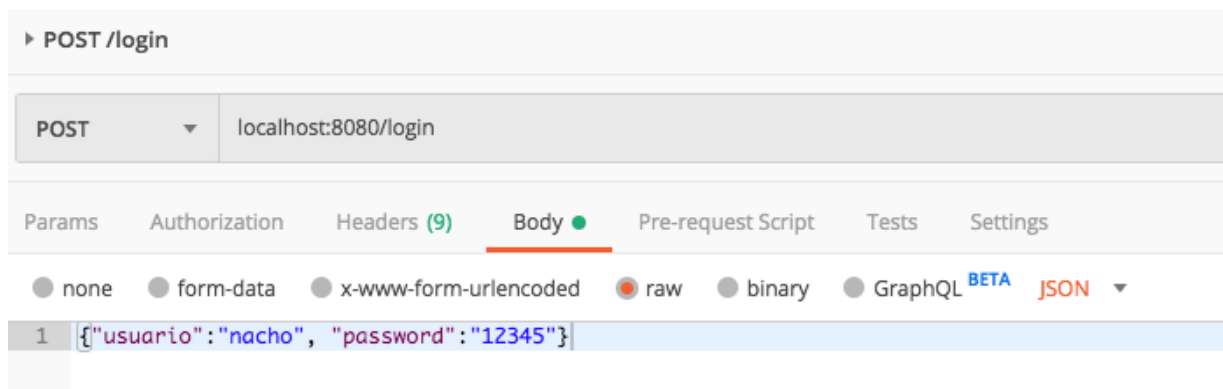 POST /login
POST localhost:8080/login
Params Authorization Headers (9) Body Pre-request Script Tests Settings
none form-data x-www-form-urlencoded raw binary GraphQL BETA JSON
1 {"usuario":"nacho", "password":"12345"}